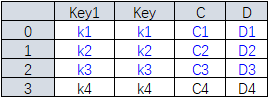 Key1 Key C D
0 k1 k1 C1 D1
1 k2 k2 C2 D2
2 k3 k3 C3 D3
3 k4 k4 C4 D4